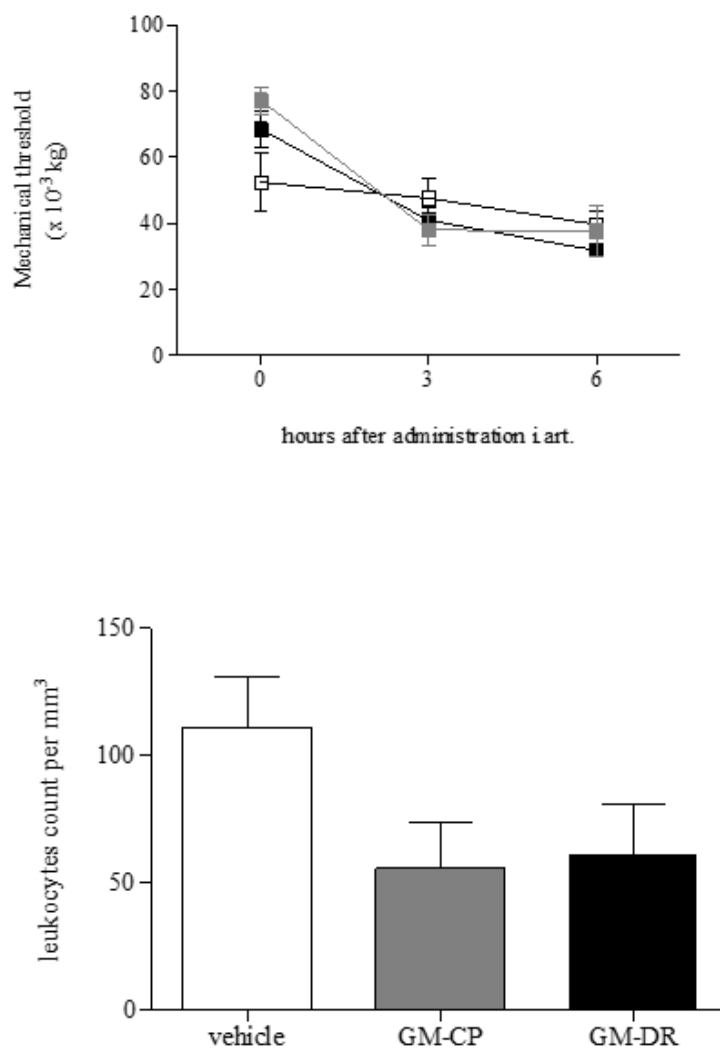 100
80
60
40
20
0
Mechanical threshold
(x 10⁻³ kg)
0 3 6
hours after administration i.art.
150
100
50
0
leukocytes count per mm³
vehicle GM-CP GM-DR